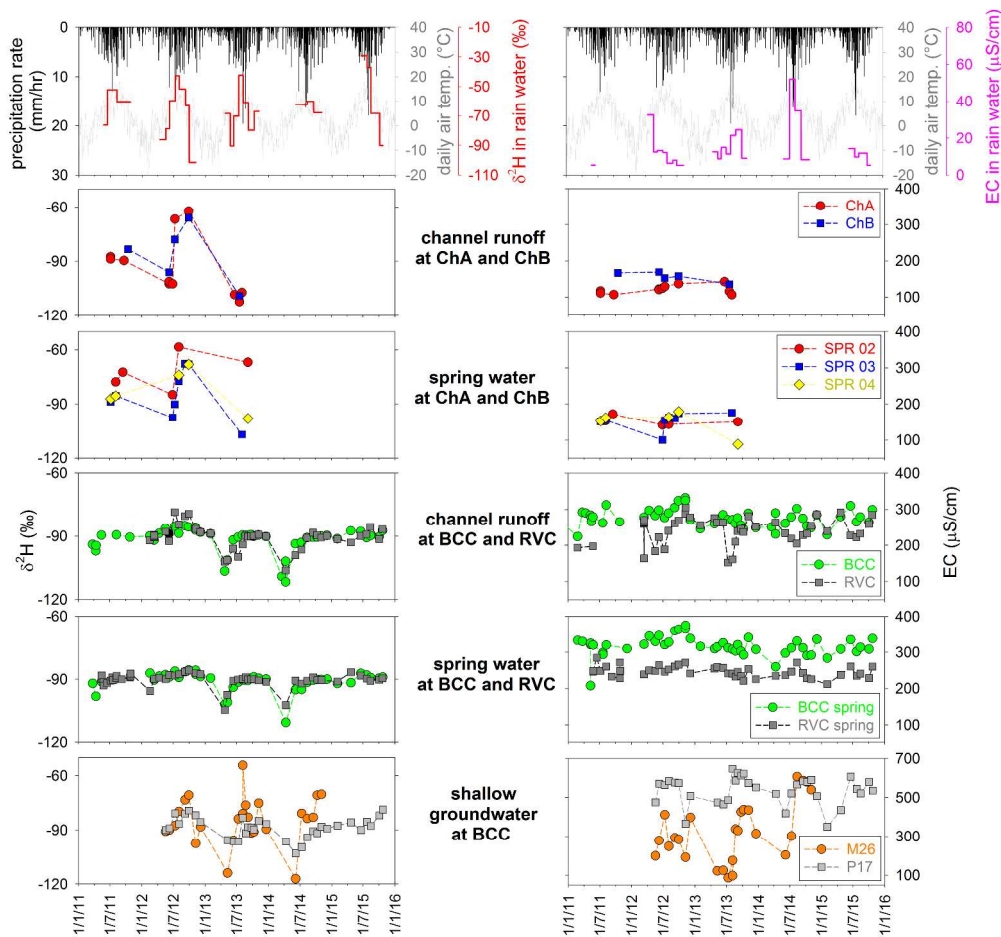 0
10
20
30
precipitation rate
(mm/hr)
40
30
20
10
0
-10
-20
daily air temp. (°C)
-10
-30
-50
-70
-90
-110
δ²H in rain water (‰)
40
30
20
10
0
-10
-20
daily air temp. (°C)
80
60
40
20
0
EC in rain water (µS/cm)
-60
-90
-120
channel runoff
at ChA and ChB
ChA
ChB
400
300
200
100
-60
-90
-120
spring water
at ChA and ChB
SPR 02
SPR 03
SPR 04
400
300
200
100
-60
-90
-120
channel runoff
at BCC and RVC
BCC
RVC
400
300
200
100
δ²H (‰)
EC (µS/cm)
-60
-90
-120
spring water
at BCC and RVC
BCC spring
RVC spring
400
300
200
100
-60
-90
-120
shallow
groundwater
at BCC
M26
P17
700
500
300
100
1/1/11
1/7/11
1/1/12
1/7/12
1/1/13
1/7/13
1/1/14
1/7/14
1/1/15
1/7/15
1/1/16
1/1/11
1/7/11
1/1/12
1/7/12
1/1/13
1/7/13
1/1/14
1/7/14
1/1/15
1/7/15
1/1/16